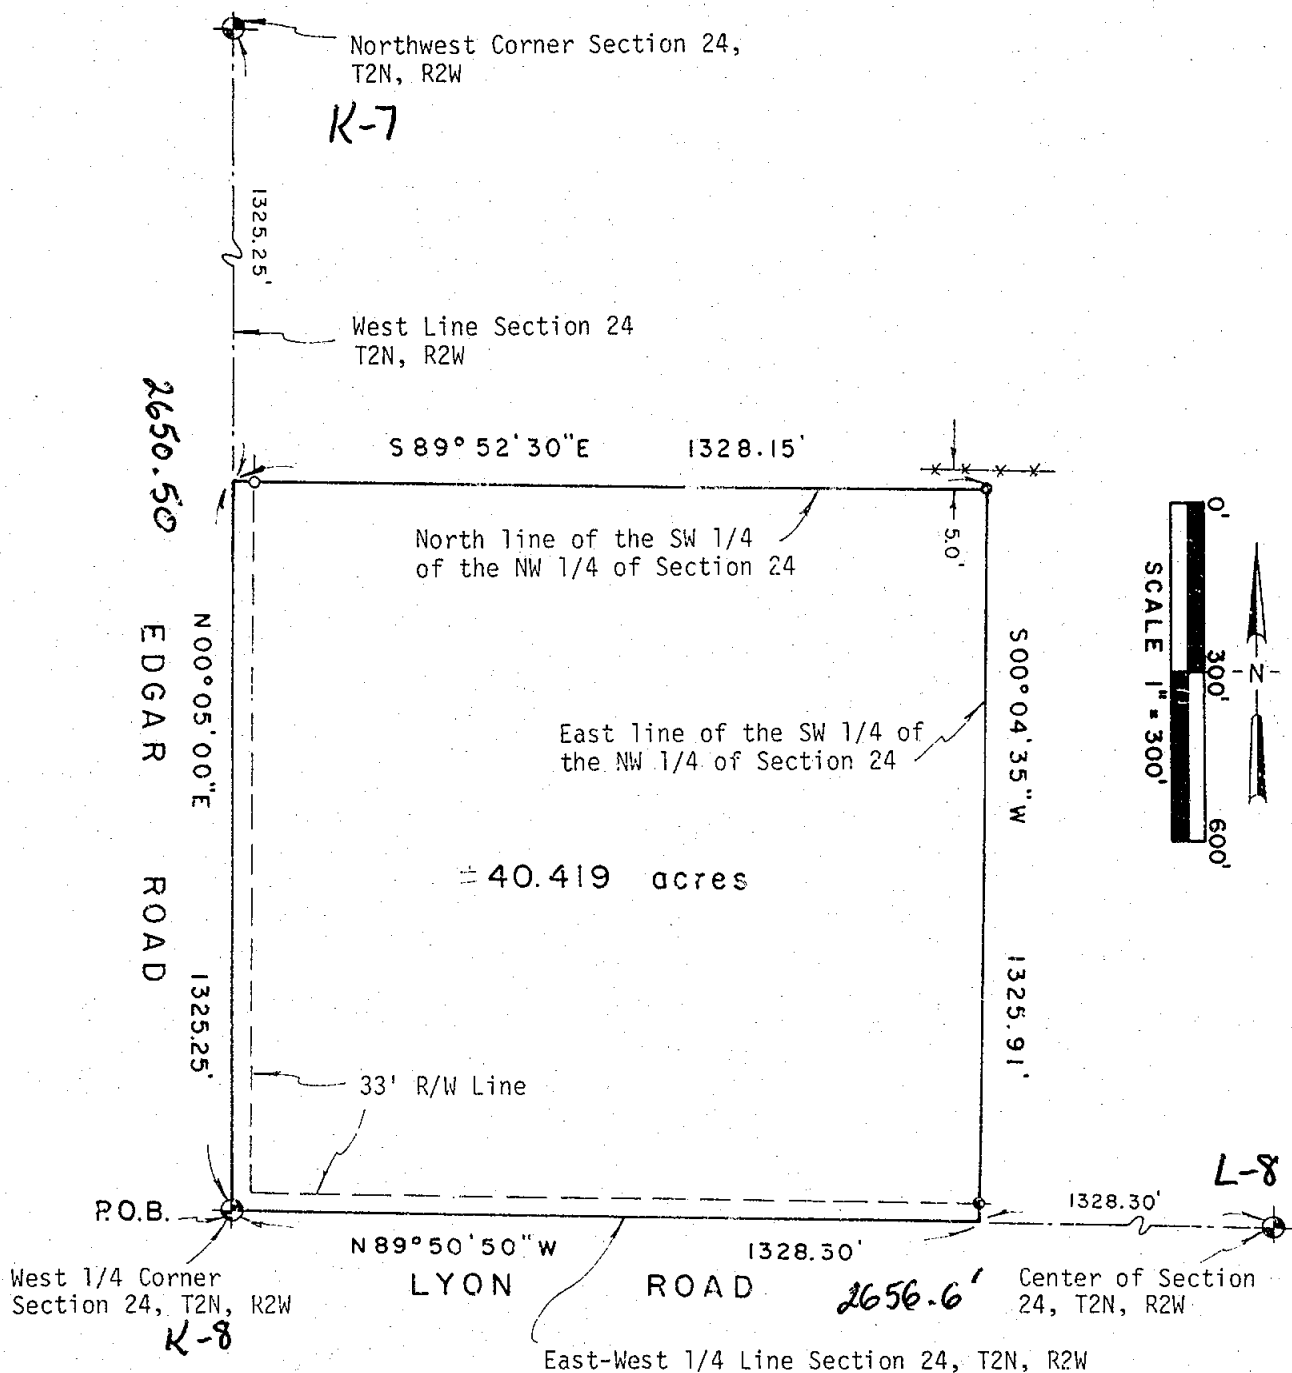 Northwest Corner Section 24,
T2N, R2W
K-7
1325.25'
West Line Section 24
T2N, R2W
2650.50
S 89° 52' 30" E 1328.15'
North line of the SW 1/4
of the NW 1/4 of Section 24
5.0'
0'
300'
600'
SCALE 1" = 300'
N
N 00° 05' 00" E 1325.25'
EDGAR ROAD
S 00° 04' 35" W 1325.91'
East line of the SW 1/4 of
the NW 1/4 of Section 24
± 40.419 acres
33' R/W Line
L-8
1328.30'
P.O.B.
N 89° 50' 50" W 1328.30'
LYON ROAD
2656.6'
West 1/4 Corner
Section 24, T2N, R2W
K-8
Center of Section
24, T2N, R2W
East-West 1/4 Line Section 24, T2N, R2W